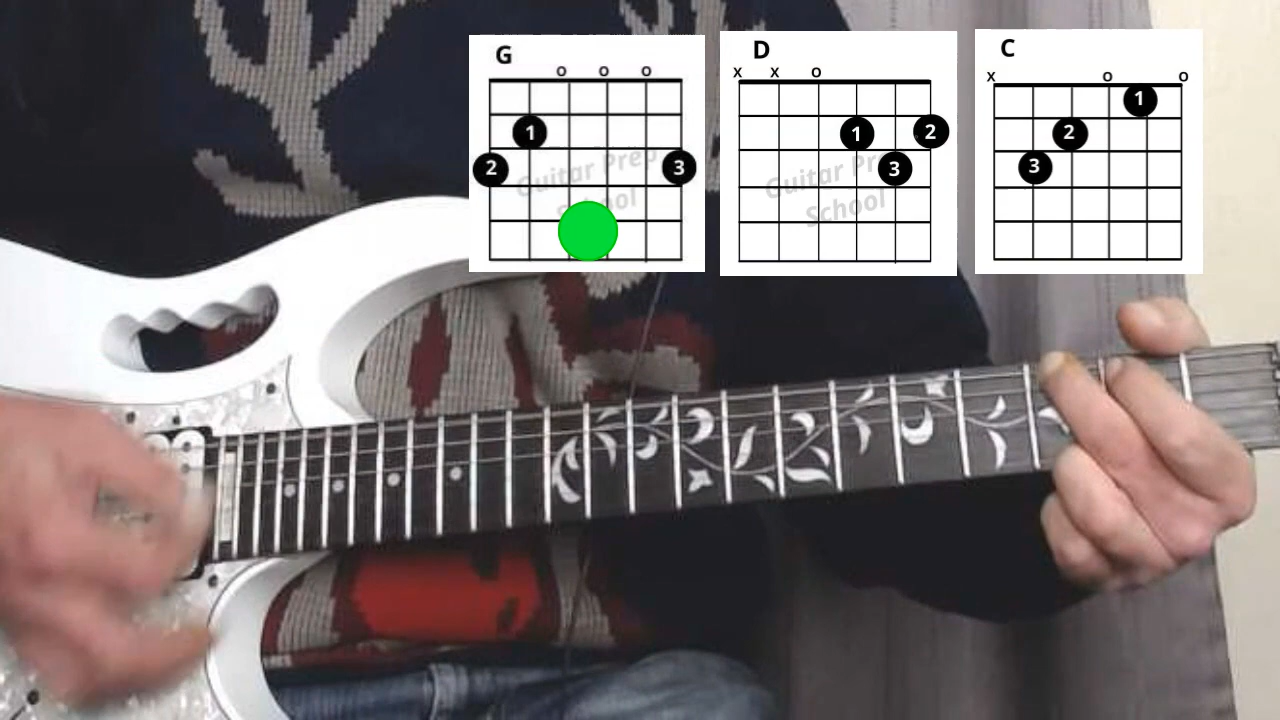 G
o o o
1
2 3
Guitar Prep
School
D
x x o
1 2
3
Guitar Prep
School
C
x o o
1
2
3